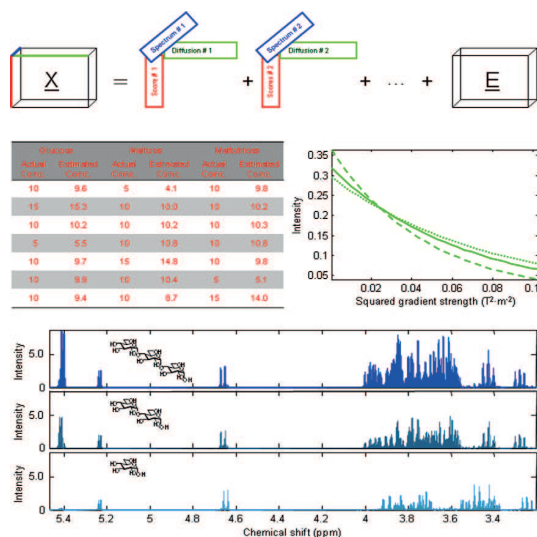 Spectrum # 1
Diffusion # 1
Score # 1
Spectrum # 2
Diffusion # 2
Scores # 2
X = + + ... + E
Glucose Maltose Maltotriose
Actual Conc. Estimated Conc. Actual Conc. Estimated Conc. Actual Conc. Estimated Conc.
10 9.6 5 4.1 10 9.8
15 15.3 10 10.0 10 10.2
10 10.2 10 10.2 10 10.3
5 5.5 10 10.8 10 10.8
10 9.7 15 14.8 10 9.8
10 9.9 10 10.4 5 5.1
10 9.4 10 8.7 15 14.0
Intensity
0.35
0.3
0.25
0.2
0.15
0.1
0.05
0.02 0.04 0.06 0.08 0.1
Squared gradient strength (T²·m⁻²)
Intensity
5.0
0
Intensity
5.0
0
Intensity
5.0
0
5.4 5.2 5 4.8 4.6 4.4 4.2 4 3.8 3.6 3.4
Chemical shift (ppm)